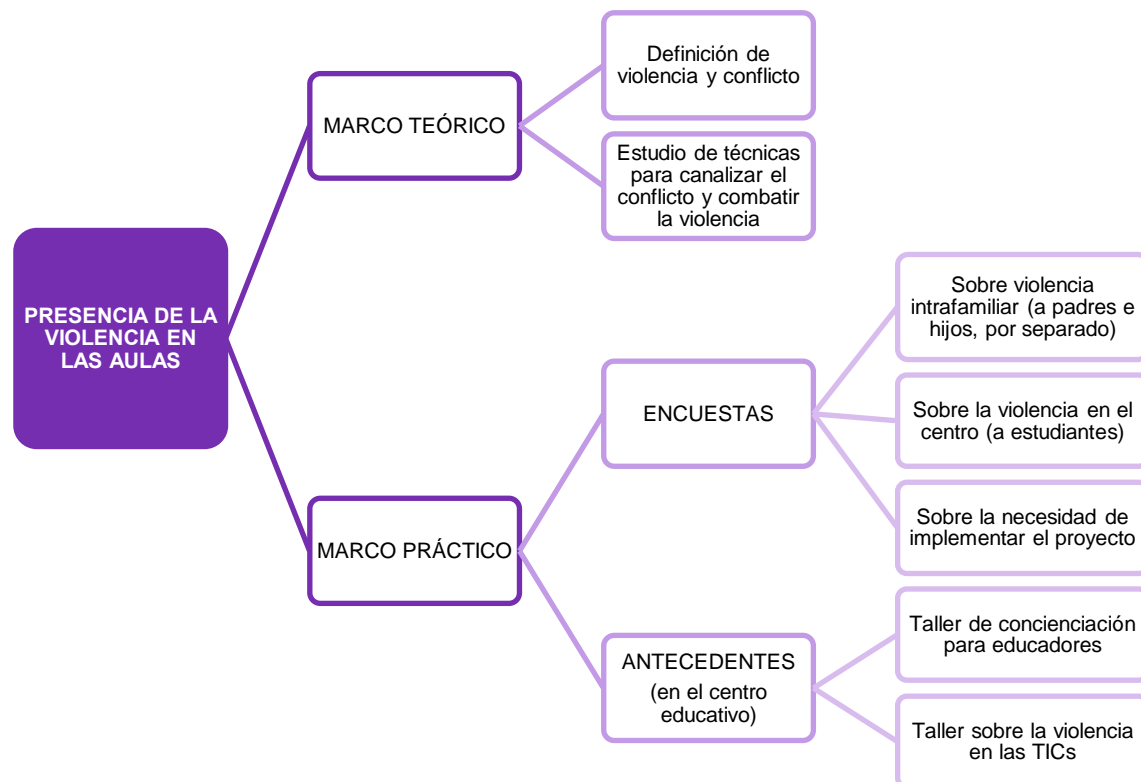 PRESENCIA DE LA
VIOLENCIA EN
LAS AULAS
MARCO TEÓRICO
Definición de
violencia y conflicto
Estudio de técnicas
para canalizar el
conflicto y combatir
la violencia
MARCO PRÁCTICO
ENCUESTAS
Sobre violencia
intrafamiliar (a padres e
hijos, por separado)
Sobre la violencia en el
centro (a estudiantes)
Sobre la necesidad de
implementar el proyecto
ANTECEDENTES
(en el centro
educativo)
Taller de concienciación
para educadores
Taller sobre la violencia
en las TICs